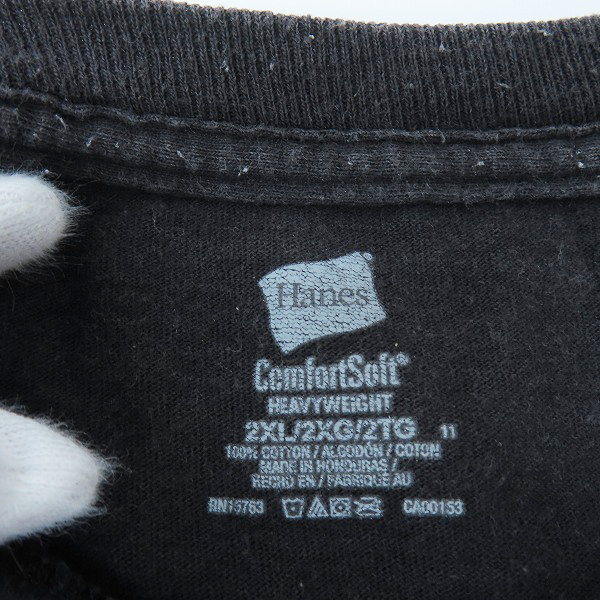 Hanes
ComfortSoft®
HEAVYWEIGHT
2XL/2XG/2TG 11
100% COTTON / ALGODÓN / COTON
MADE IN HONDURAS /
HECHO EN / FABRIQUÉ AU
RN15763 CA00153